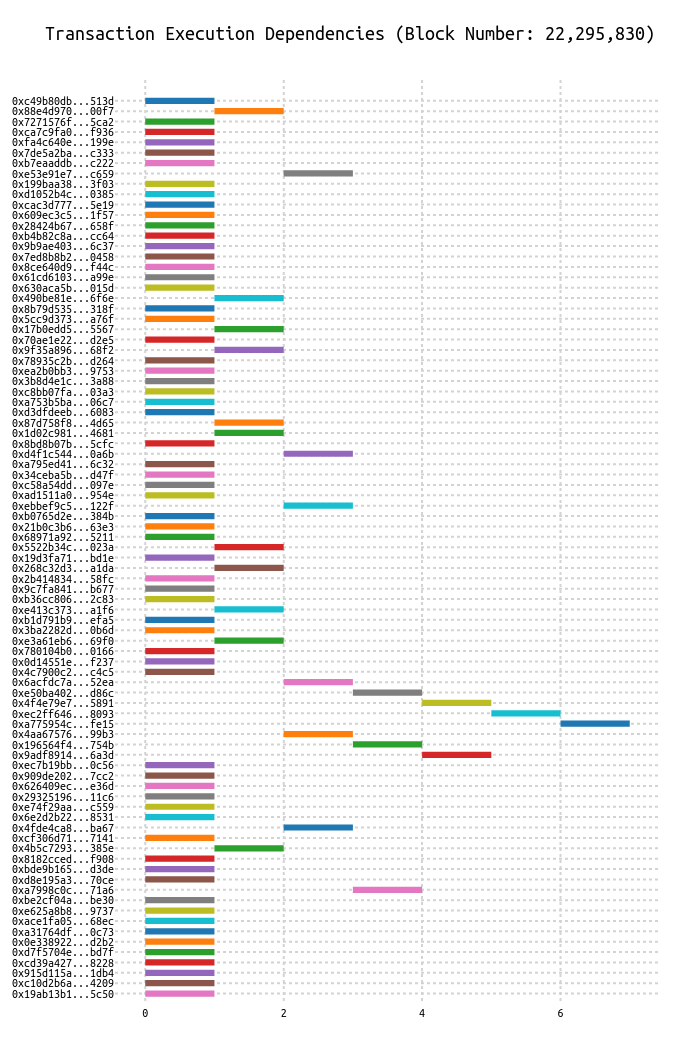 Transaction Execution Dependencies (Block Number: 22,295,830)
0xc49b80db...513d
0x88e4d970...00f7
0x7271576f...5ca2
0xca7c9fa0...f936
0xfa4c640e...199e
0x7de5a2ba...c333
0xb7eaaddb...c222
0xe53e91e7...c659
0x199baa38...3f03
0xd1052b4c...0385
0xcac3d777...5e19
0x609ec3c5...1f57
0x28424b67...658f
0xb4b82c8a...cc64
0x9b9ae403...6c37
0x7ed8b8b2...0458
0x8ce640d9...f44c
0x61cd6103...a99e
0x630aca5b...015d
0x490be81e...6f6e
0x8b79d535...318f
0x5cc9d373...a76f
0x17b0edd5...5567
0x70ae1e22...d2e5
0x9f35a896...68f2
0x78935c2b...d264
0xea2b0bb3...9753
0x3b8d4e1c...3a88
0xc8bb07fa...03a3
0xa753b5ba...06c7
0xd3dfdeeb...6083
0x87d758f8...4d65
0x1d02c981...4681
0x8bd8b07b...5cfc
0xd4f1c544...0a6b
0xa795ed41...6c32
0x34ceba5b...d47f
0xc58a54dd...097e
0xad1511a0...954e
0xebbef9c5...122f
0xb0765d2e...384b
0x21b0c3b6...63e3
0x68971a92...5211
0x5522b34c...023a
0x19d3fa71...bd1e
0x268c32d3...a1da
0x2b414834...58fc
0x9c7fa841...b677
0xb36cc806...2c83
0xe413c373...a1f6
0xb1d791b9...efa5
0x3ba2282d...0b6d
0xe3a61eb6...69f0
0x780104b0...0166
0x0d14551e...f237
0x4c7900c2...c4c5
0x6acfdc7a...52ea
0xe50ba402...d86c
0x4f4e79e7...5891
0xec2ff646...8093
0xa775954c...fe15
0x4aa67576...99b3
0x196564f4...754b
0x9adf8914...6a3d
0xec7b19bb...0c56
0x909de202...7cc2
0x626409ec...e36d
0x29325196...11c6
0xe74f29aa...c559
0x6e2d2b22...8531
0x4fde4ca8...ba67
0xcf306d71...7141
0x4b5c7293...385e
0x8182cced...f908
0xbde9b165...d3de
0xd8e195a3...70ce
0xa7998c0c...71a6
0xbe2cf04a...be30
0xe625a8b8...9737
0xace1fa05...68ec
0xa31764df...0c73
0x0e338922...d2b2
0xd7f5704e...bd7f
0xcd39a427...8228
0x915d115a...1db4
0xc10d2b6a...4209
0x19ab13b1...5c50
0 2 4 6